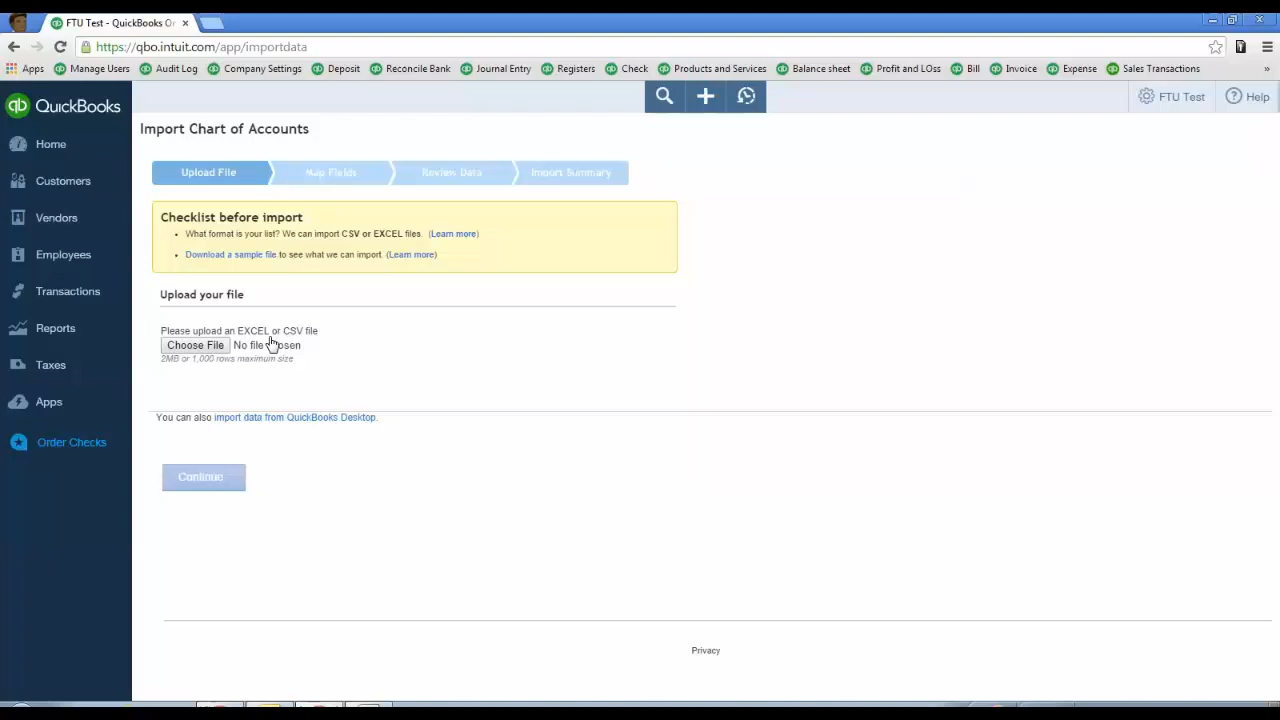 FTU Test - QuickBooks On
https://qbo.intuit.com/app/importdata
Apps Manage Users Audit Log Company Settings Deposit Reconcile Bank Journal Entry Registers Check Products and Services Balance sheet Profit and LOss Bill Invoice Expense Sales Transactions »
qb QuickBooks
FTU Test
Help
Home
Customers
Vendors
Employees
Transactions
Reports
Taxes
Apps
Order Checks
Import Chart of Accounts
Upload File Map Fields Review Data Import Summary
Checklist before import
• What format is your list? We can import CSV or EXCEL files. (Learn more)
• Download a sample file to see what we can import. (Learn more)
Upload your file
Please upload an EXCEL or CSV file
Choose File No file chosen
2MB or 1,000 rows maximum size
You can also import data from QuickBooks Desktop.
Continue
Privacy